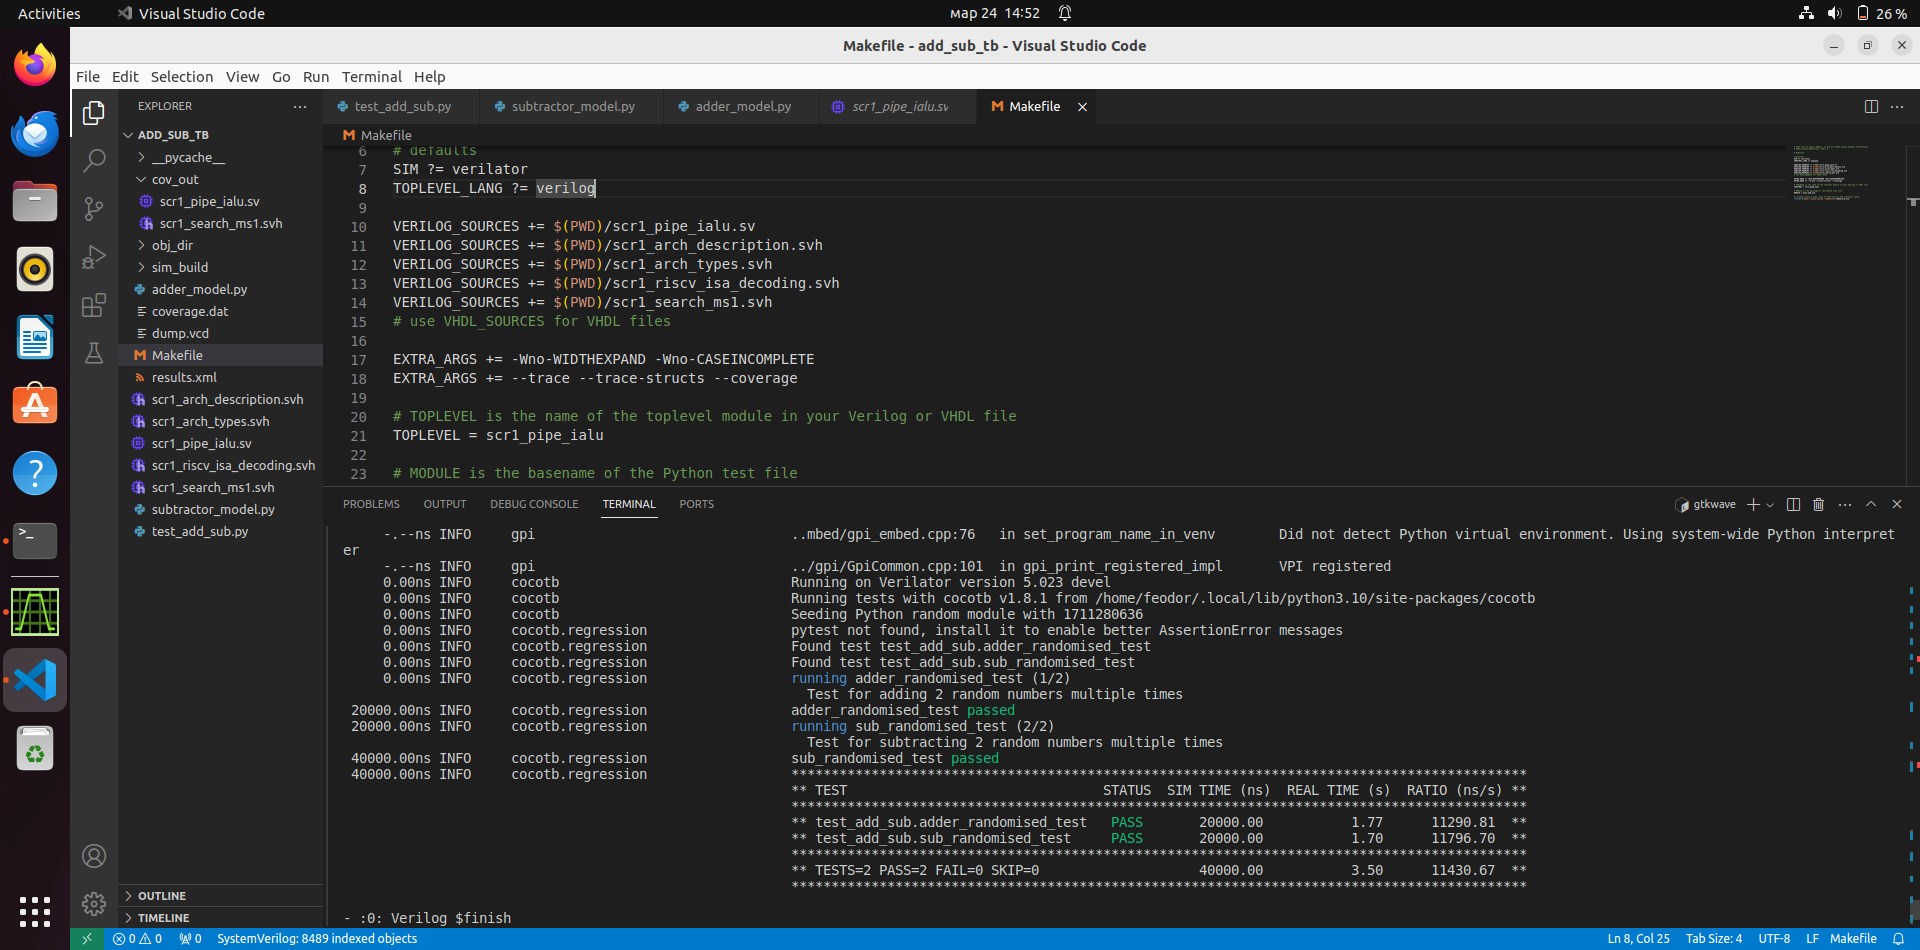 Activities
Visual Studio Code
мар 24 14:52
26 %
Makefile - add_sub_tb - Visual Studio Code
File Edit Selection View Go Run Terminal Help
EXPLORER
ADD_SUB_TB
__pycache__
cov_out
scr1_pipe_ialu.sv
scr1_search_ms1.svh
obj_dir
sim_build
adder_model.py
coverage.dat
dump.vcd
Makefile
results.xml
scr1_arch_description.svh
scr1_arch_types.svh
scr1_pipe_ialu.sv
scr1_riscv_isa_decoding.svh
scr1_search_ms1.svh
subtractor_model.py
test_add_sub.py
OUTLINE
TIMELINE
test_add_sub.py subtractor_model.py adder_model.py scr1_pipe_ialu.sv Makefile
Makefile
6 # defaults
7 SIM ?= verilator
8 TOPLEVEL_LANG ?= verilog
9
10 VERILOG_SOURCES += $(PWD)/scr1_pipe_ialu.sv
11 VERILOG_SOURCES += $(PWD)/scr1_arch_description.svh
12 VERILOG_SOURCES += $(PWD)/scr1_arch_types.svh
13 VERILOG_SOURCES += $(PWD)/scr1_riscv_isa_decoding.svh
14 VERILOG_SOURCES += $(PWD)/scr1_search_ms1.svh
15 # use VHDL_SOURCES for VHDL files
16
17 EXTRA_ARGS += -Wno-WIDTHEXPAND -Wno-CASEINCOMPLETE
18 EXTRA_ARGS += --trace --trace-structs --coverage
19
20 # TOPLEVEL is the name of the toplevel module in your Verilog or VHDL file
21 TOPLEVEL = scr1_pipe_ialu
22
23 # MODULE is the basename of the Python test file
PROBLEMS OUTPUT DEBUG CONSOLE TERMINAL PORTS
gtkwave
-.--ns INFO gpi ..mbed/gpi_embed.cpp:76 in set_program_name_in_venv Did not detect Python virtual environment. Using system-wide Python interpret
er
-.--ns INFO gpi ../gpi/GpiCommon.cpp:101 in gpi_print_registered_impl VPI registered
0.00ns INFO cocotb Running on Verilator version 5.023 devel
0.00ns INFO cocotb Running tests with cocotb v1.8.1 from /home/feodor/.local/lib/python3.10/site-packages/cocotb
0.00ns INFO cocotb Seeding Python random module with 1711280636
0.00ns INFO cocotb.regression pytest not found, install it to enable better AssertionError messages
0.00ns INFO cocotb.regression Found test test_add_sub.adder_randomised_test
0.00ns INFO cocotb.regression Found test test_add_sub.sub_randomised_test
0.00ns INFO cocotb.regression running adder_randomised_test (1/2)
Test for adding 2 random numbers multiple times
20000.00ns INFO cocotb.regression adder_randomised_test passed
20000.00ns INFO cocotb.regression running sub_randomised_test (2/2)
Test for subtracting 2 random numbers multiple times
40000.00ns INFO cocotb.regression sub_randomised_test passed
40000.00ns INFO cocotb.regression ********************************************************************************************
** TEST STATUS SIM TIME (ns) REAL TIME (s) RATIO (ns/s) **
********************************************************************************************
** test_add_sub.adder_randomised_test PASS 20000.00 1.77 11290.81 **
** test_add_sub.sub_randomised_test PASS 20000.00 1.70 11796.70 **
********************************************************************************************
** TESTS=2 PASS=2 FAIL=0 SKIP=0 40000.00 3.50 11430.67 **
********************************************************************************************
- :0: Verilog $finish
0 0 0 SystemVerilog: 8489 indexed objects
Ln 8, Col 25 Tab Size: 4 UTF-8 LF Makefile